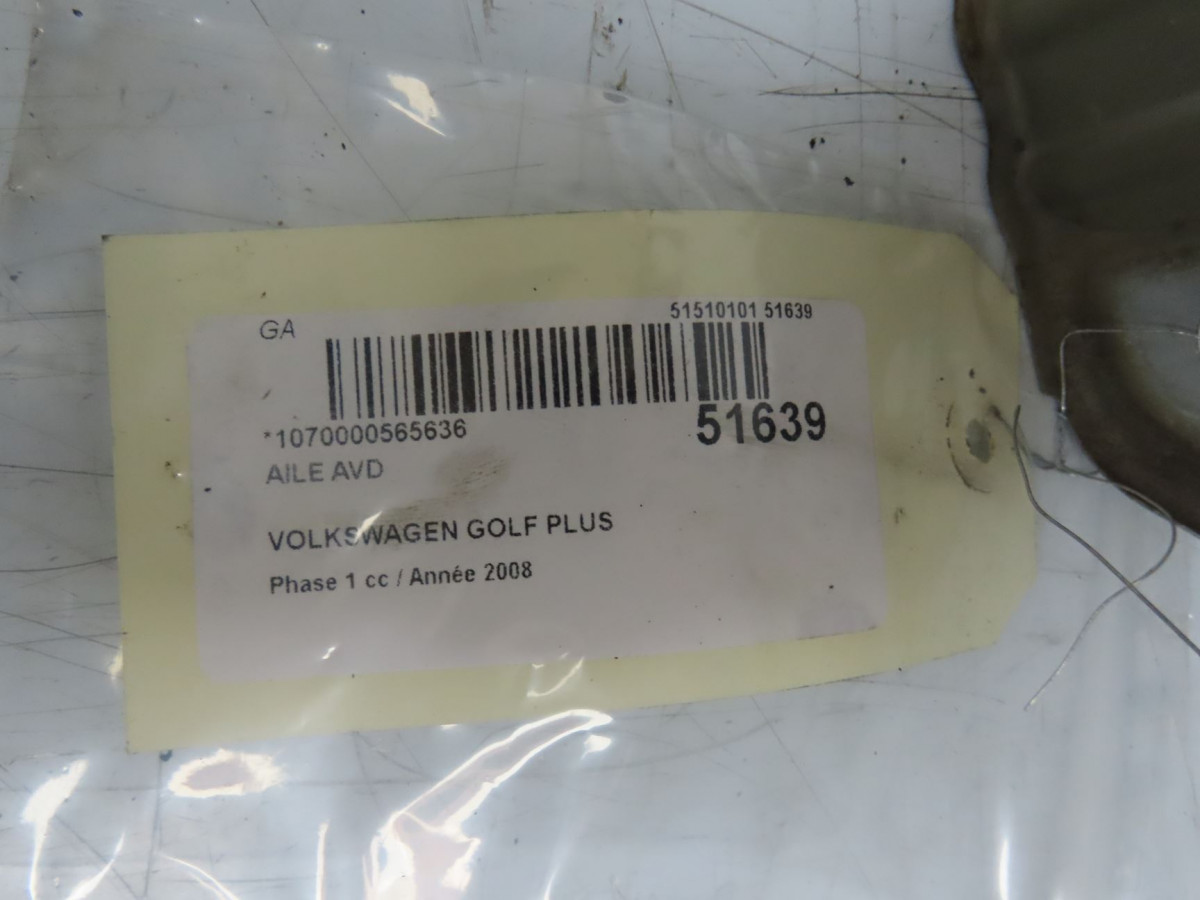 GA
51510101 51639
*1070000565636
51639
AILE AVD
VOLKSWAGEN GOLF PLUS
Phase 1 cc / Année 2008